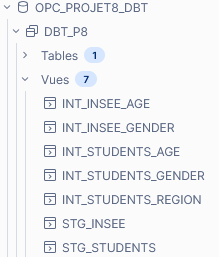 OPC_PROJET8_DBT
DBT_P8
Tables 1
Vues 7
INT_INSEE_AGE
INT_INSEE_GENDER
INT_STUDENTS_AGE
INT_STUDENTS_GENDER
INT_STUDENTS_REGION
STG_INSEE
STG_STUDENTS